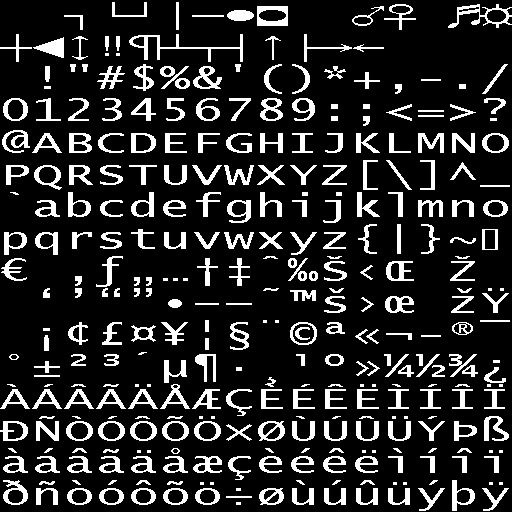 ┐└┘│─•◘ ♂♀ ♬☼
┼◄↕‼¶┴┬┤↑├→←
!"#$%&'()*+,-./
0123456789:;<=>?
@ABCDEFGHIJKLMNO
PQRSTUVWXYZ[\]^_
`abcdefghijklmno
pqrstuvwxyz{|}~▯
€ ‚ƒ„…†‡ˆ‰Š‹Œ Ž
‘’“”•–—˜™š›œ žŸ
¡¢£¤¥¦§¨©ª«¬-®¯
°±²³´µ¶·¸¹º»¼½¾¿
ÀÁÂÃÄÅÆÇÈÉÊËÌÍÎÏ
ÐÑÒÓÔÕÖ×ØÙÚÛÜÝÞß
àáâãäåæçèéêëìíîï
ðñòóôõö÷øùúûüýþÿ